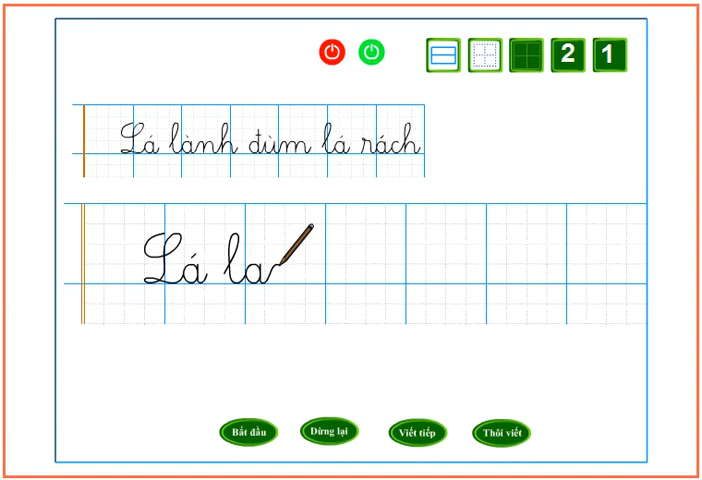 2 1
Lá lành đùm lá rách
Lá la
Bắt đầu Dừng lại Viết tiếp Thôi viết